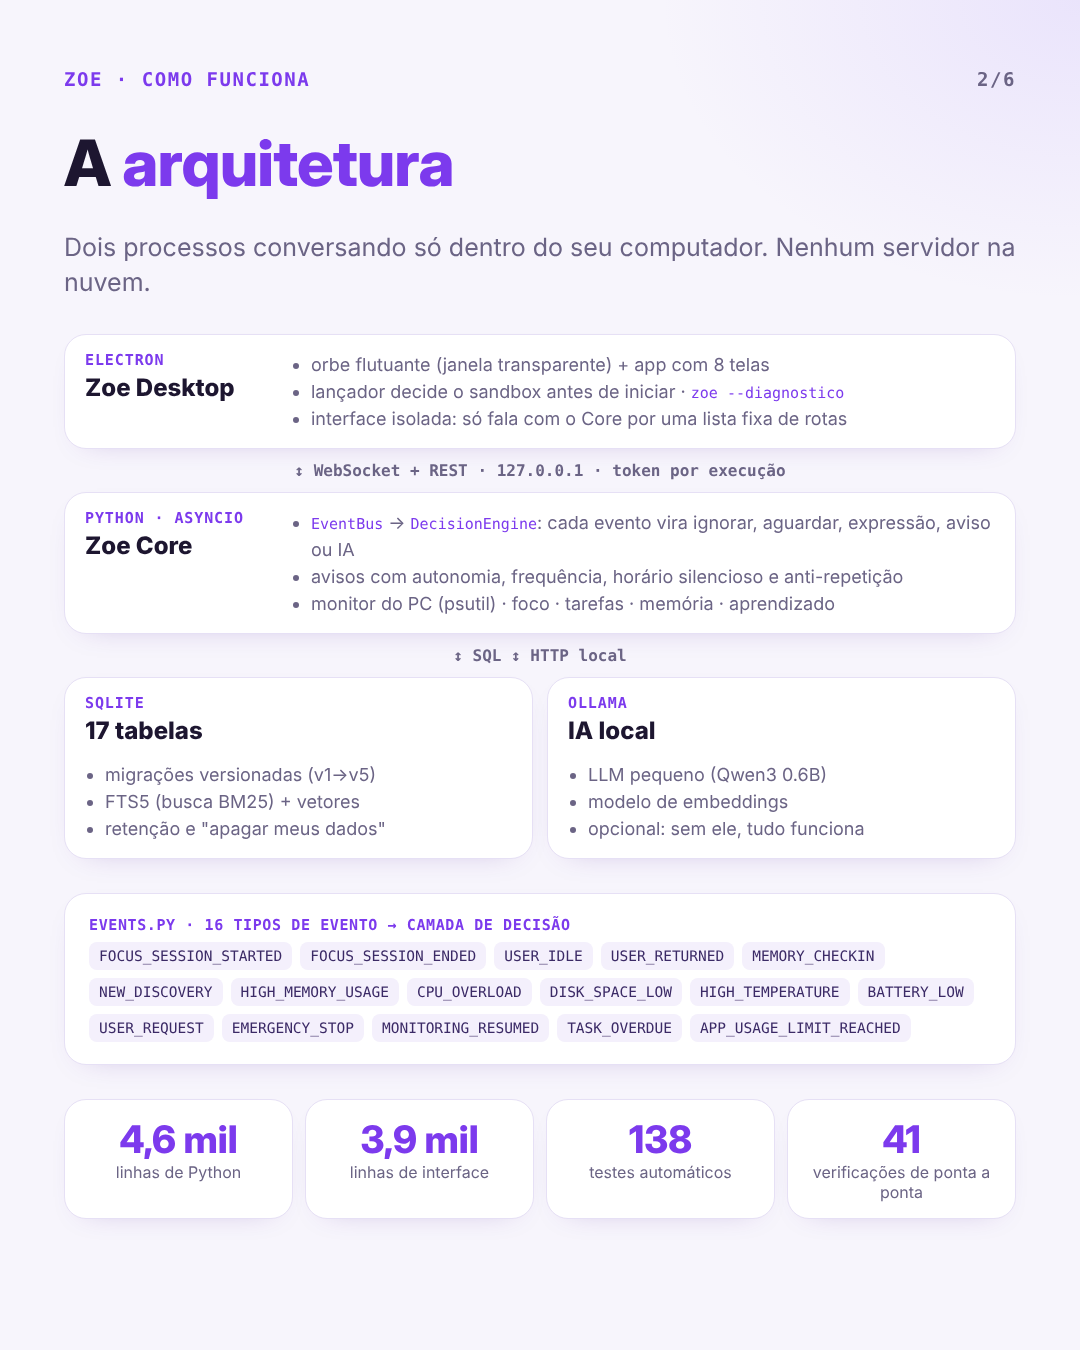 ZOE · COMO FUNCIONA
2/6
A arquitetura
Dois processos conversando só dentro do seu computador. Nenhum servidor na
nuvem.
ELECTRON
Zoe Desktop
• orbe flutuante (janela transparente) + app com 8 telas
• lançador decide o sandbox antes de iniciar · zoe --diagnostico
• interface isolada: só fala com o Core por uma lista fixa de rotas
↕ WebSocket + REST · 127.0.0.1 · token por execução
PYTHON · ASYNCIO
Zoe Core
• EventBus → DecisionEngine: cada evento vira ignorar, aguardar, expressão, aviso
ou IA
• avisos com autonomia, frequência, horário silencioso e anti-repetição
• monitor do PC (psutil) · foco · tarefas · memória · aprendizado
↕ SQL ↕ HTTP local
SQLITE
17 tabelas
• migrações versionadas (v1→v5)
• FTS5 (busca BM25) + vetores
• retenção e "apagar meus dados"
OLLAMA
IA local
• LLM pequeno (Qwen3 0.6B)
• modelo de embeddings
• opcional: sem ele, tudo funciona
EVENTS.PY · 16 TIPOS DE EVENTO → CAMADA DE DECISÃO
FOCUS_SESSION_STARTED FOCUS_SESSION_ENDED USER_IDLE USER_RETURNED MEMORY_CHECKIN
NEW_DISCOVERY HIGH_MEMORY_USAGE CPU_OVERLOAD DISK_SPACE_LOW HIGH_TEMPERATURE BATTERY_LOW
USER_REQUEST EMERGENCY_STOP MONITORING_RESUMED TASK_OVERDUE APP_USAGE_LIMIT_REACHED
4,6 mil
linhas de Python
3,9 mil
linhas de interface
138
testes automáticos
41
verificações de ponta a
ponta